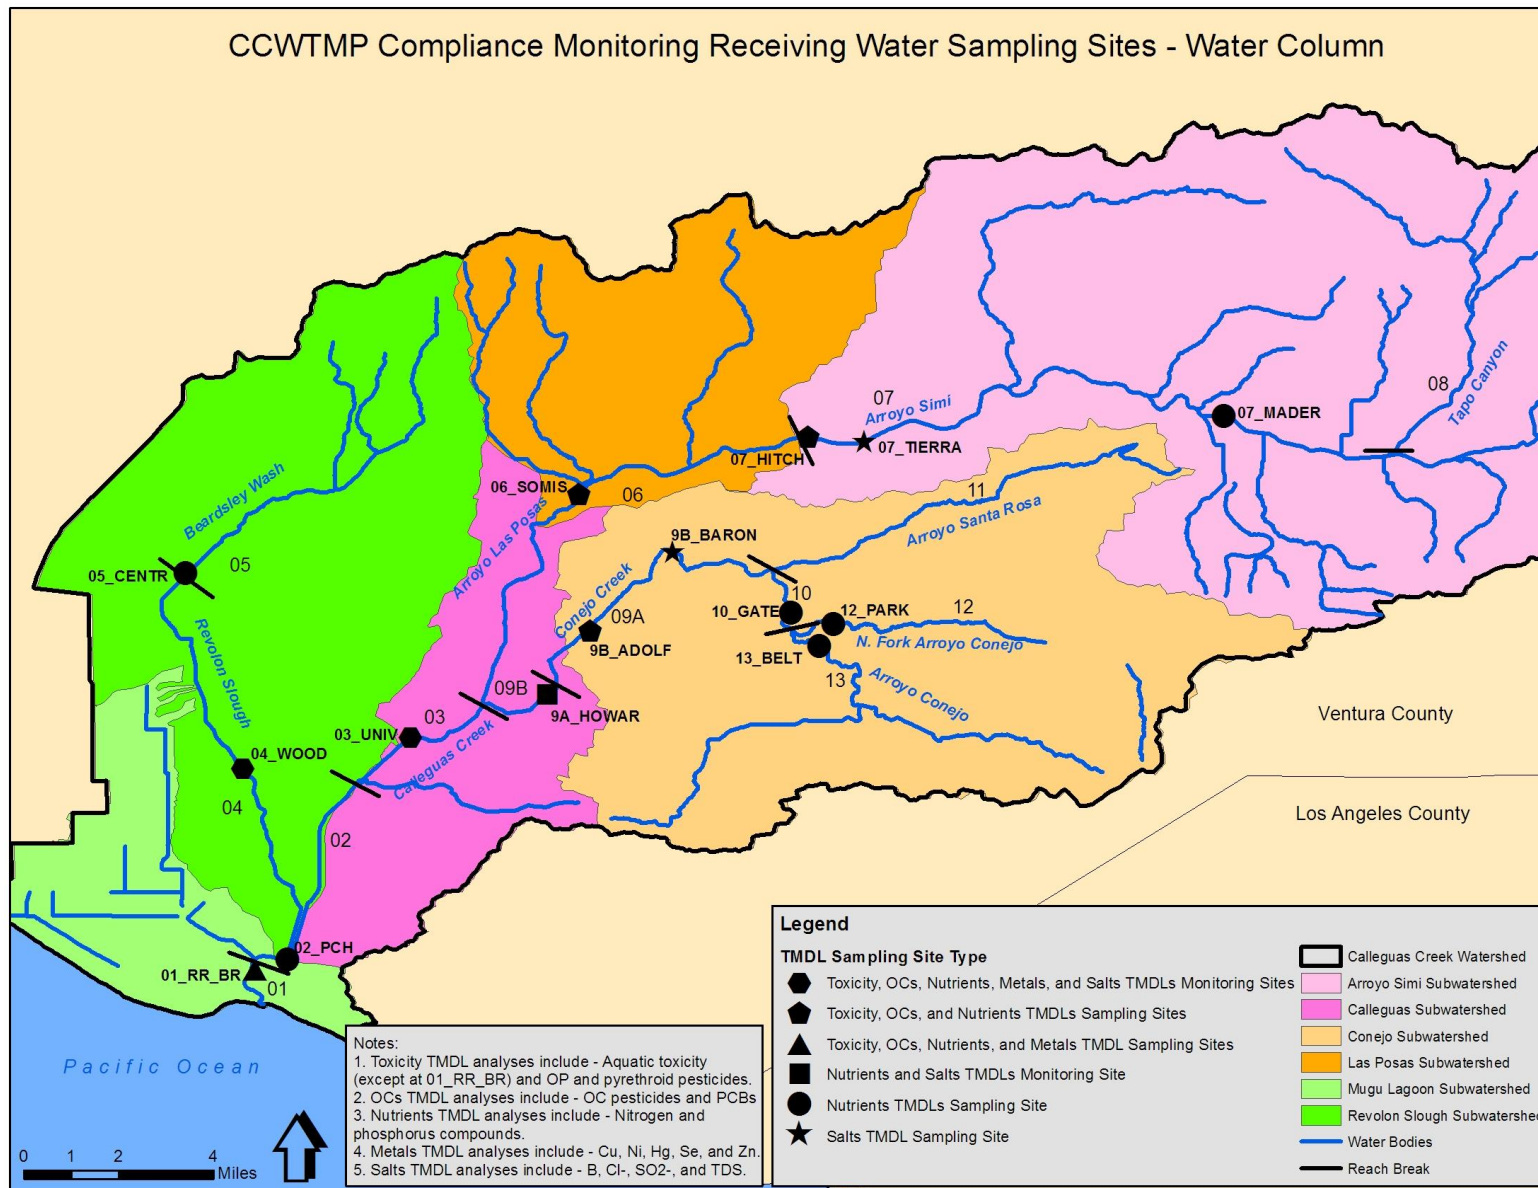 CCWTMP Compliance Monitoring Receiving Water Sampling Sites - Water Column
08
Tapo Canyon
07
Arroyo Simi
07_MADER
07_HITCH
07_TIERRA
06_SOMIS
06
11
Arroyo Santa Rosa
Beardsley Wash
Arroyo Las Posas
9B_BARON
05_CENTR
05
Conejo Creek
09A
10
10_GATE
12_PARK
12
N. Fork Arroyo Conejo
9B_ADOLF
13_BELT
13
Arroyo Conejo
Revolon Slough
09B
9A_HOWAR
03
03_UNIV
Calleguas Creek
04_WOOD
04
02
Ventura County
Los Angeles County
02_PCH
01_RR_BR
01
Pacific Ocean
0 1 2 4
Miles
Notes:
1. Toxicity TMDL analyses include - Aquatic toxicity
(except at 01_RR_BR) and OP and pyrethroid pesticides.
2. OCs TMDL analyses include - OC pesticides and PCBs
3. Nutrients TMDL analyses include - Nitrogen and
phosphorus compounds.
4. Metals TMDL analyses include - Cu, Ni, Hg, Se, and Zn.
5. Salts TMDL analyses include - B, Cl-, SO2-, and TDS.
Legend
TMDL Sampling Site Type
Toxicity, OCs, Nutrients, Metals, and Salts TMDLs Monitoring Sites
Toxicity, OCs, and Nutrients TMDLs Sampling Sites
Toxicity, OCs, Nutrients, and Metals TMDL Sampling Sites
Nutrients and Salts TMDLs Monitoring Site
Nutrients TMDLs Sampling Site
Salts TMDL Sampling Site
Calleguas Creek Watershed
Arroyo Simi Subwatershed
Calleguas Subwatershed
Conejo Subwatershed
Las Posas Subwatershed
Mugu Lagoon Subwatershed
Revolon Slough Subwatershed
Water Bodies
Reach Break